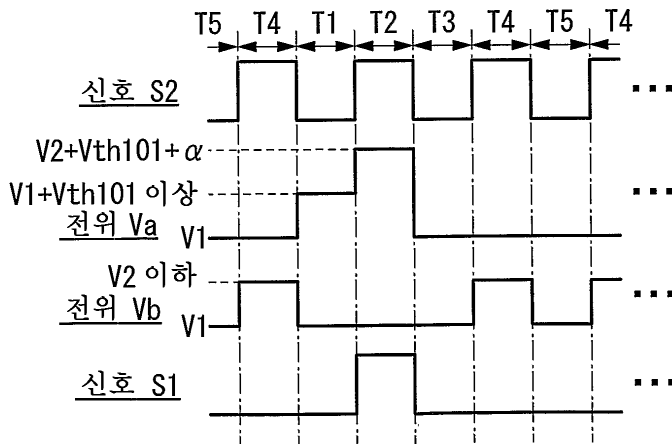 T5 T4 T1 T2 T3 T4 T5 T4
신호 S2
V2+Vth101+α
V1+Vth101 이상
전위 Va V1
V2 이하
전위 Vb V1
신호 S1